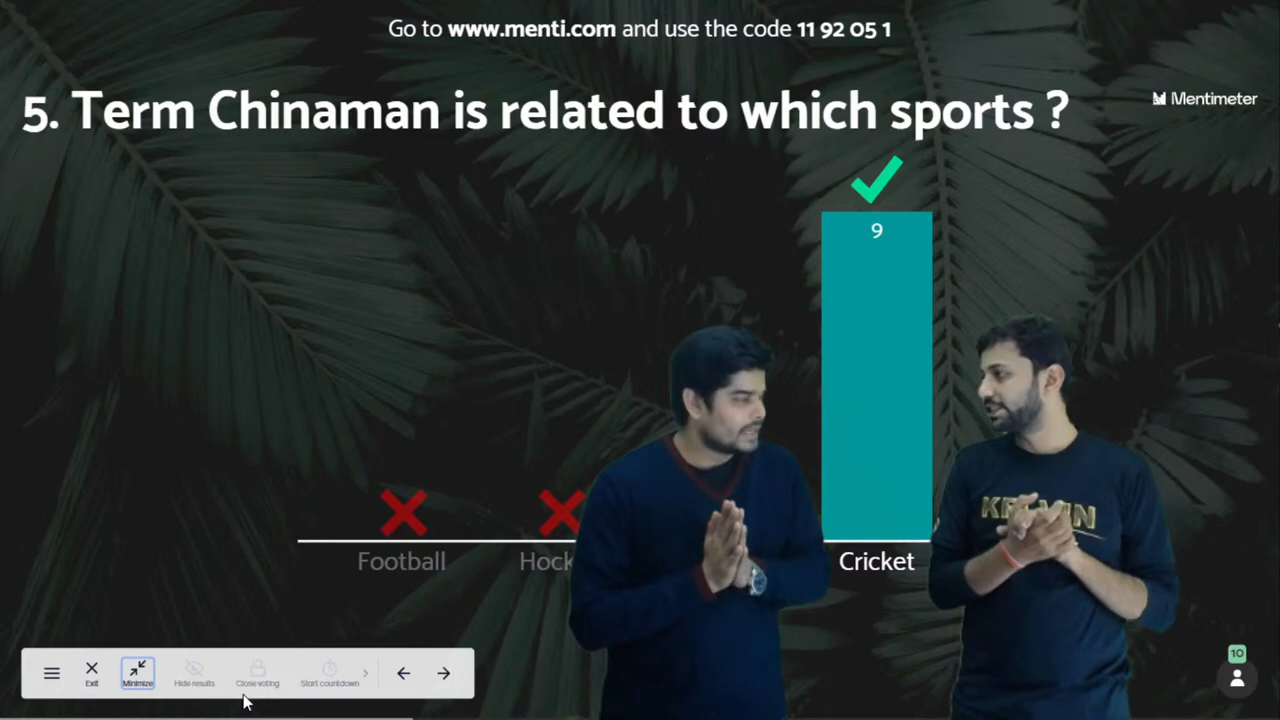 Go to www.menti.com and use the code 11 92 05 1
5. Term Chinaman is related to which sports ?
Mentimeter
9
Football
Cricket
Exit
Minimize
Hide results
Close voting
Start countdown
10